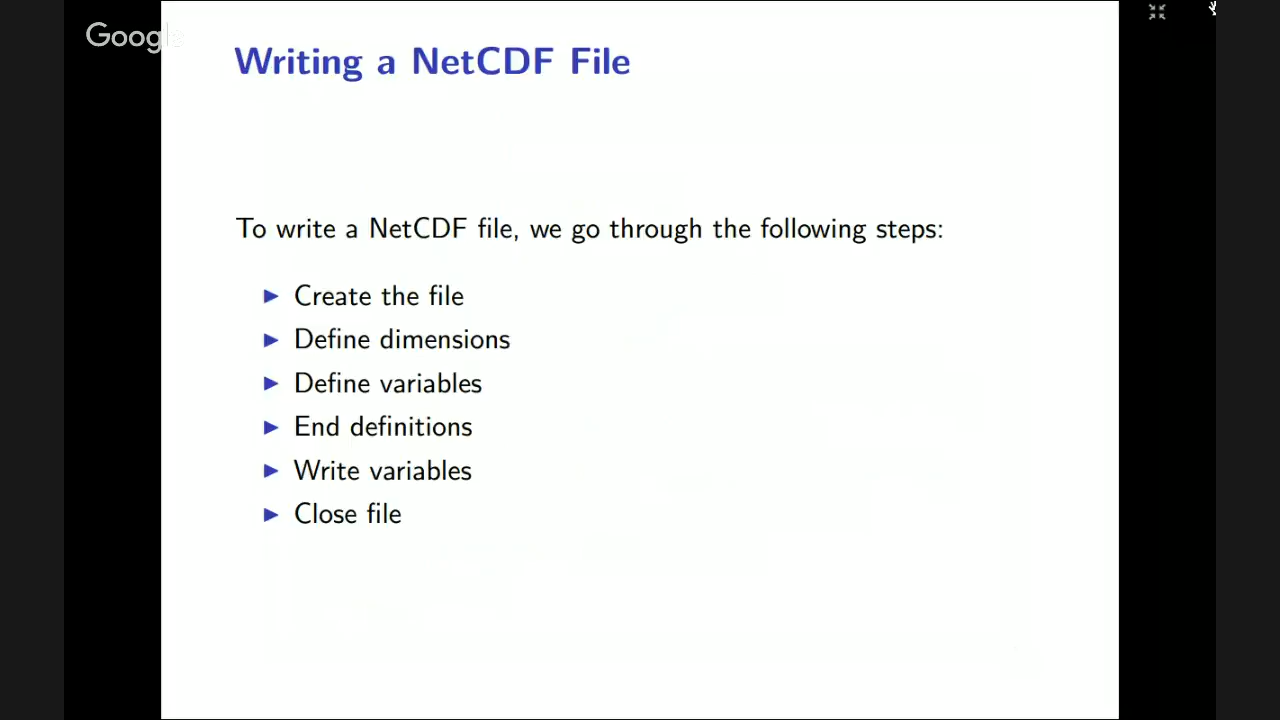 Google
Writing a NetCDF File
To write a NetCDF file, we go through the following steps:
Create the file
Define dimensions
Define variables
End definitions
Write variables
Close file